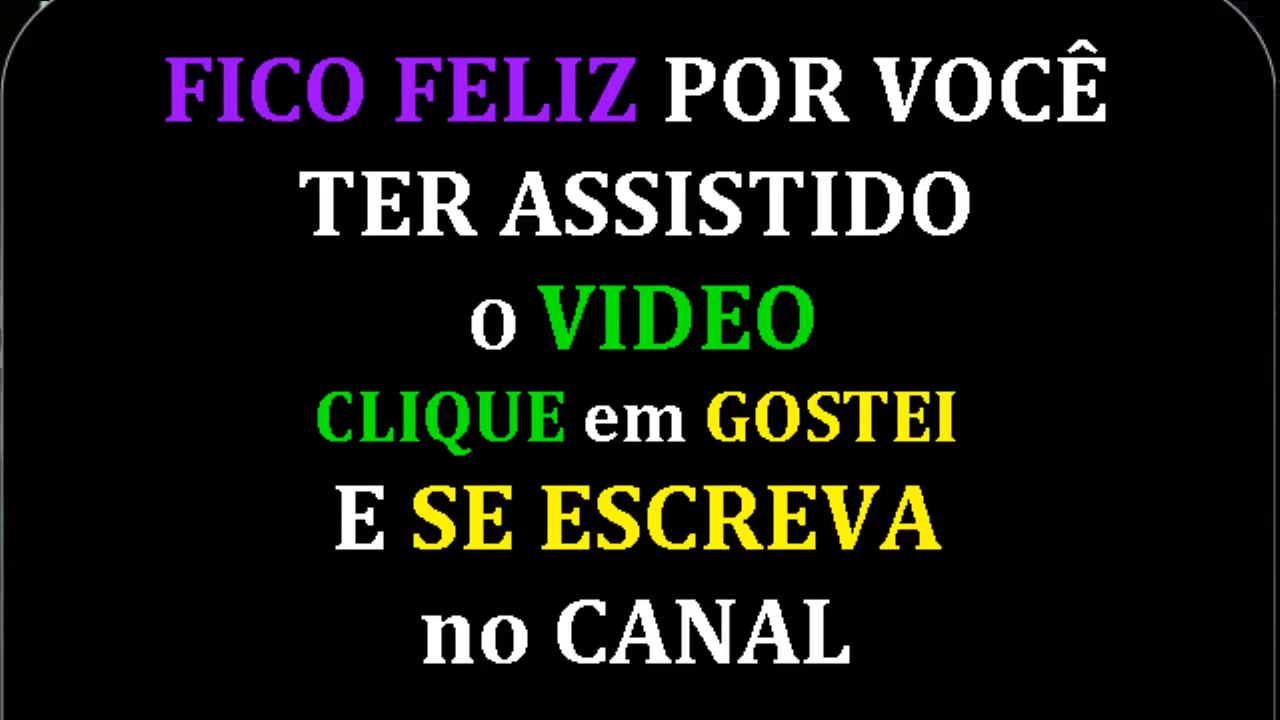 FICO FELIZ POR VOCÊ
TER ASSISTIDO
o VIDEO
CLIQUE em GOSTEI
E SE ESCREVA
no CANAL